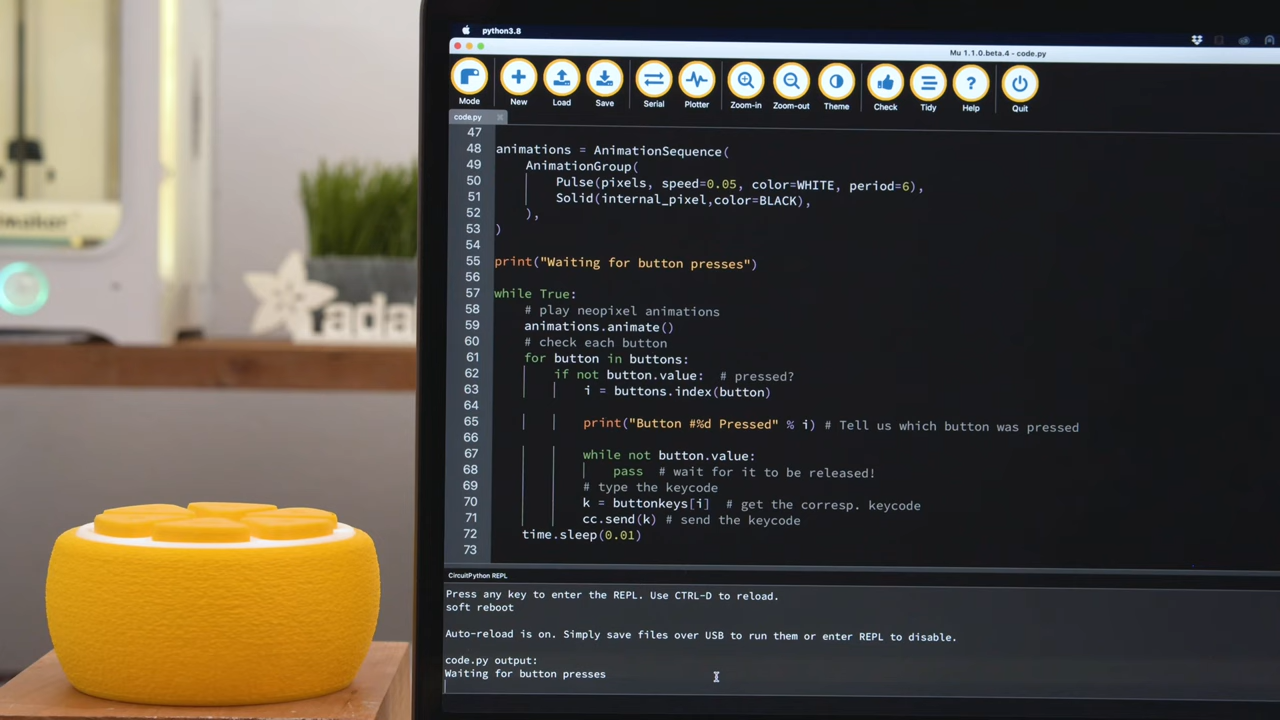 python3.8
Mu 1.1.0.beta.4 - code.py
Mode New Load Save Serial Plotter Zoom-in Zoom-out Theme Check Tidy Help Quit
code.py
47
48 animations = AnimationSequence(
49 AnimationGroup(
50 Pulse(pixels, speed=0.05, color=WHITE, period=6),
51 Solid(internal_pixel,color=BLACK),
52 ),
53 )
54
55 print("Waiting for button presses")
56
57 while True:
58 # play neopixel animations
59 animations.animate()
60 # check each button
61 for button in buttons:
62 if not button.value:  # pressed?
63 i = buttons.index(button)
64
65 print("Button #%d Pressed" % i) # Tell us which button was pressed
66
67 while not button.value:
68 pass  # wait for it to be released!
69 # type the keycode
70 k = buttonkeys[i]  # get the corresp. keycode
71 cc.send(k) # send the keycode
72 time.sleep(0.01)
73
CircuitPython REPL
Press any key to enter the REPL. Use CTRL-D to reload.
soft reboot
Auto-reload is on. Simply save files over USB to run them or enter REPL to disable.
code.py output:
Waiting for button presses